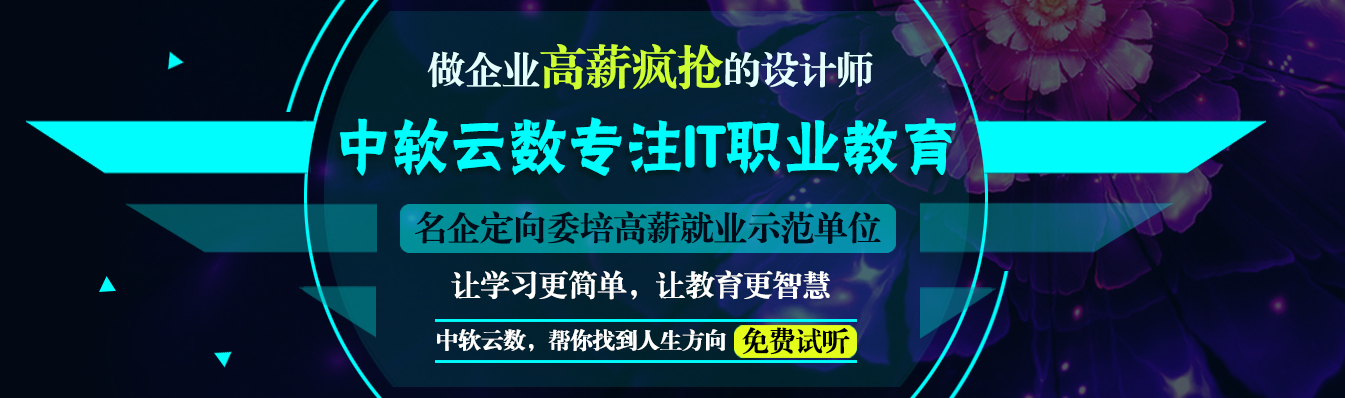 做企业高薪疯抢的设计师
中软云数专注IT职业教育
名企定向委培高薪就业示范单位
让学习更简单，让教育更智慧
中软云数，帮你找到人生方向 免费试听